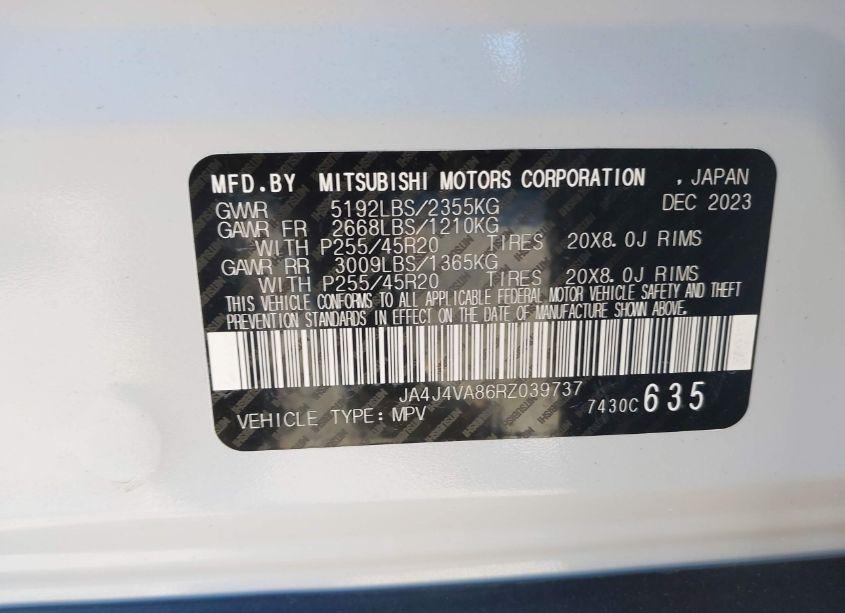 MFD.BY MITSUBISHI MOTORS CORPORATION , JAPAN
GVWR 5192LBS/2355KG DEC 2023
GAWR FR 2668LBS/1210KG
WITH P255/45R20 TIRES 20X8.0J RIMS
GAWR RR 3009LBS/1365KG
WITH P255/45R20 TIRES 20X8.0J RIMS
THIS VEHICLE CONFORMS TO ALL APPLICABLE FEDERAL MOTOR VEHICLE SAFETY AND THEFT
PREVENTION STANDARDS IN EFFECT ON THE DATE OF MANUFACTURE SHOWN ABOVE.
JA4J4VA86RZ039737
VEHICLE TYPE: MPV 7430C 635